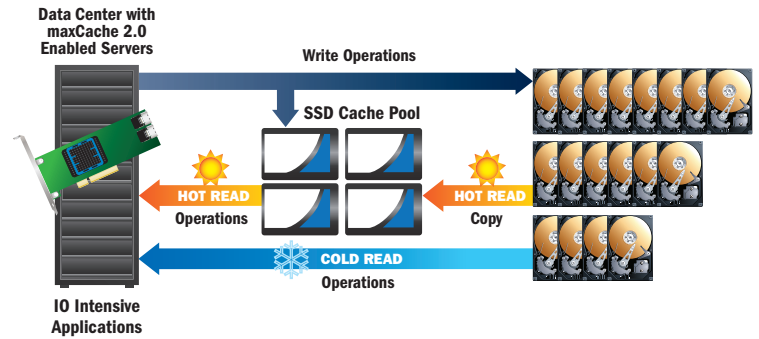 Data Center with
maxCache 2.0
Enabled Servers
Write Operations
SSD Cache Pool
HOT READ
Operations
HOT READ
Copy
COLD READ
Operations
IO Intensive
Applications